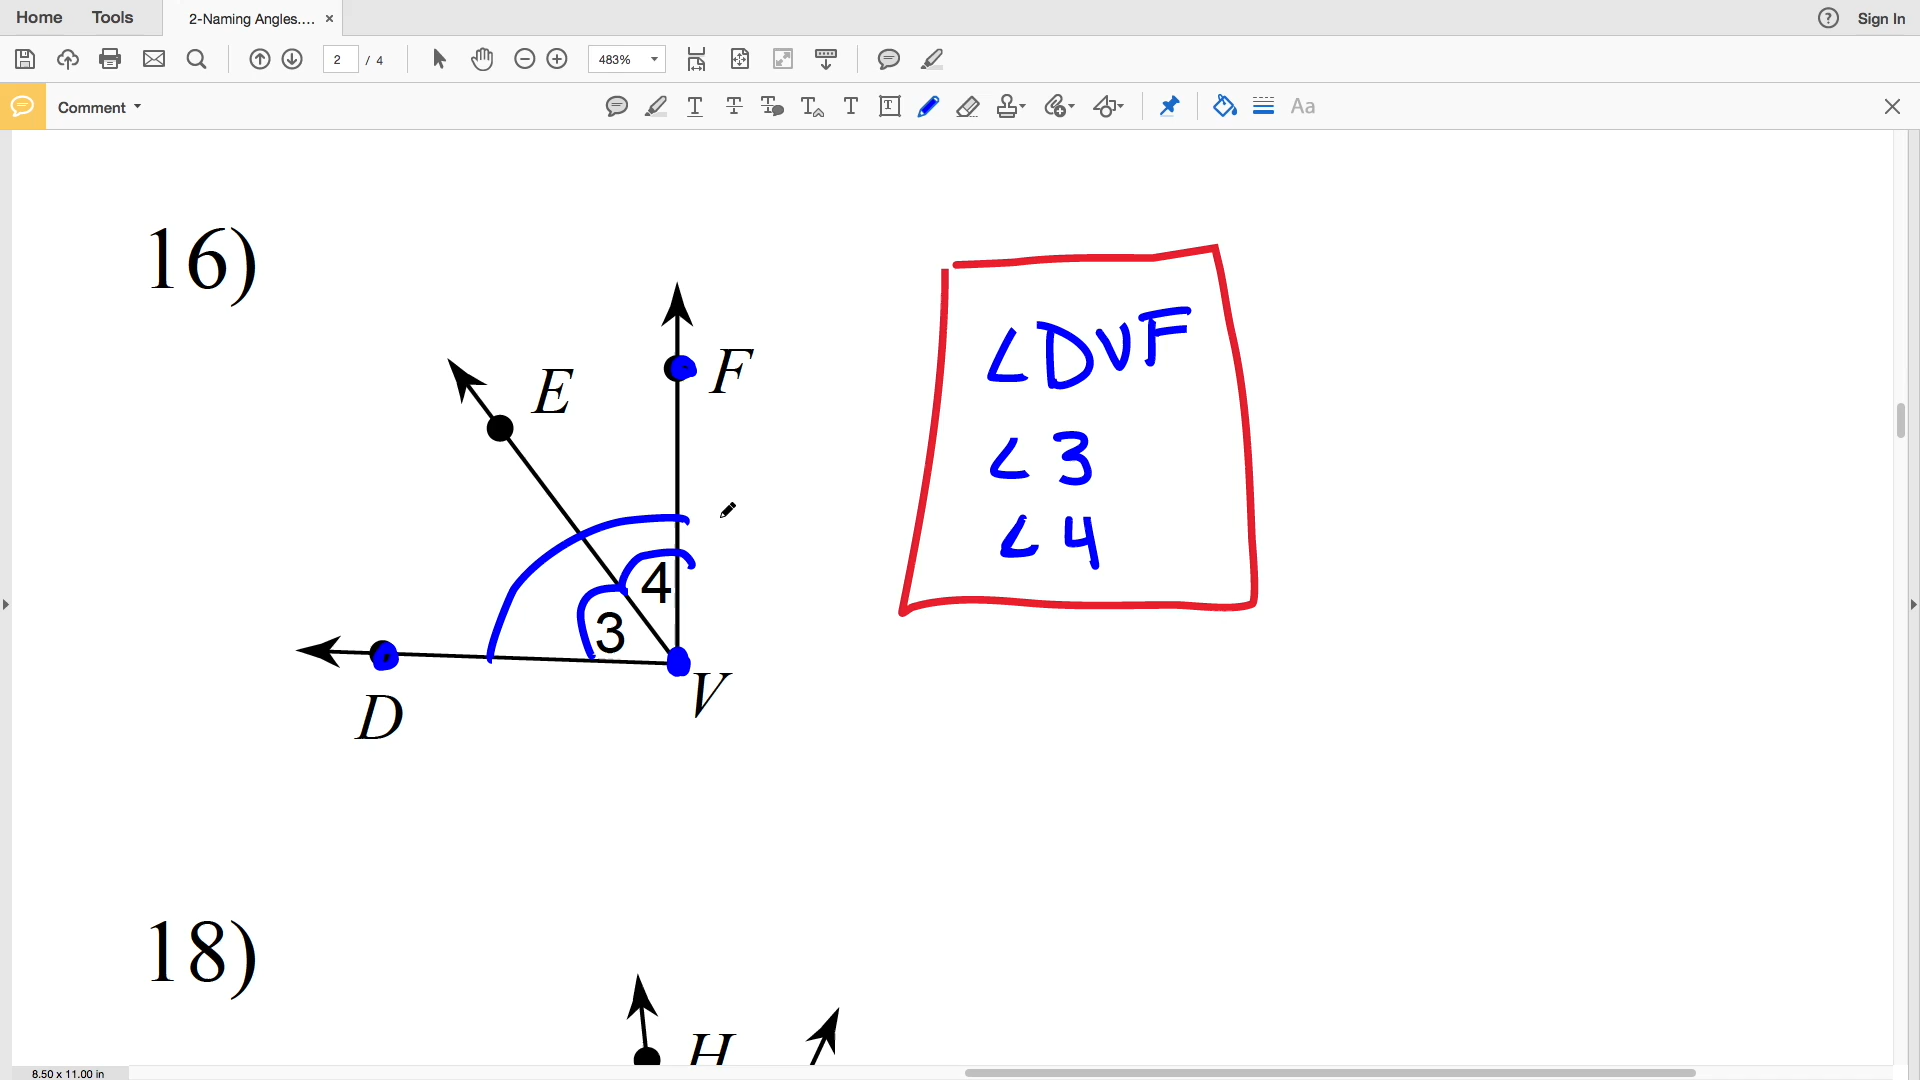 Home Tools 2-Naming Angles.... × ? Sign In
2 / 4 483%
Comment Aa
16)
E
F
4
3
V
D
∠DVF
∠3
∠4
18)
H
8.50 x 11.00 in